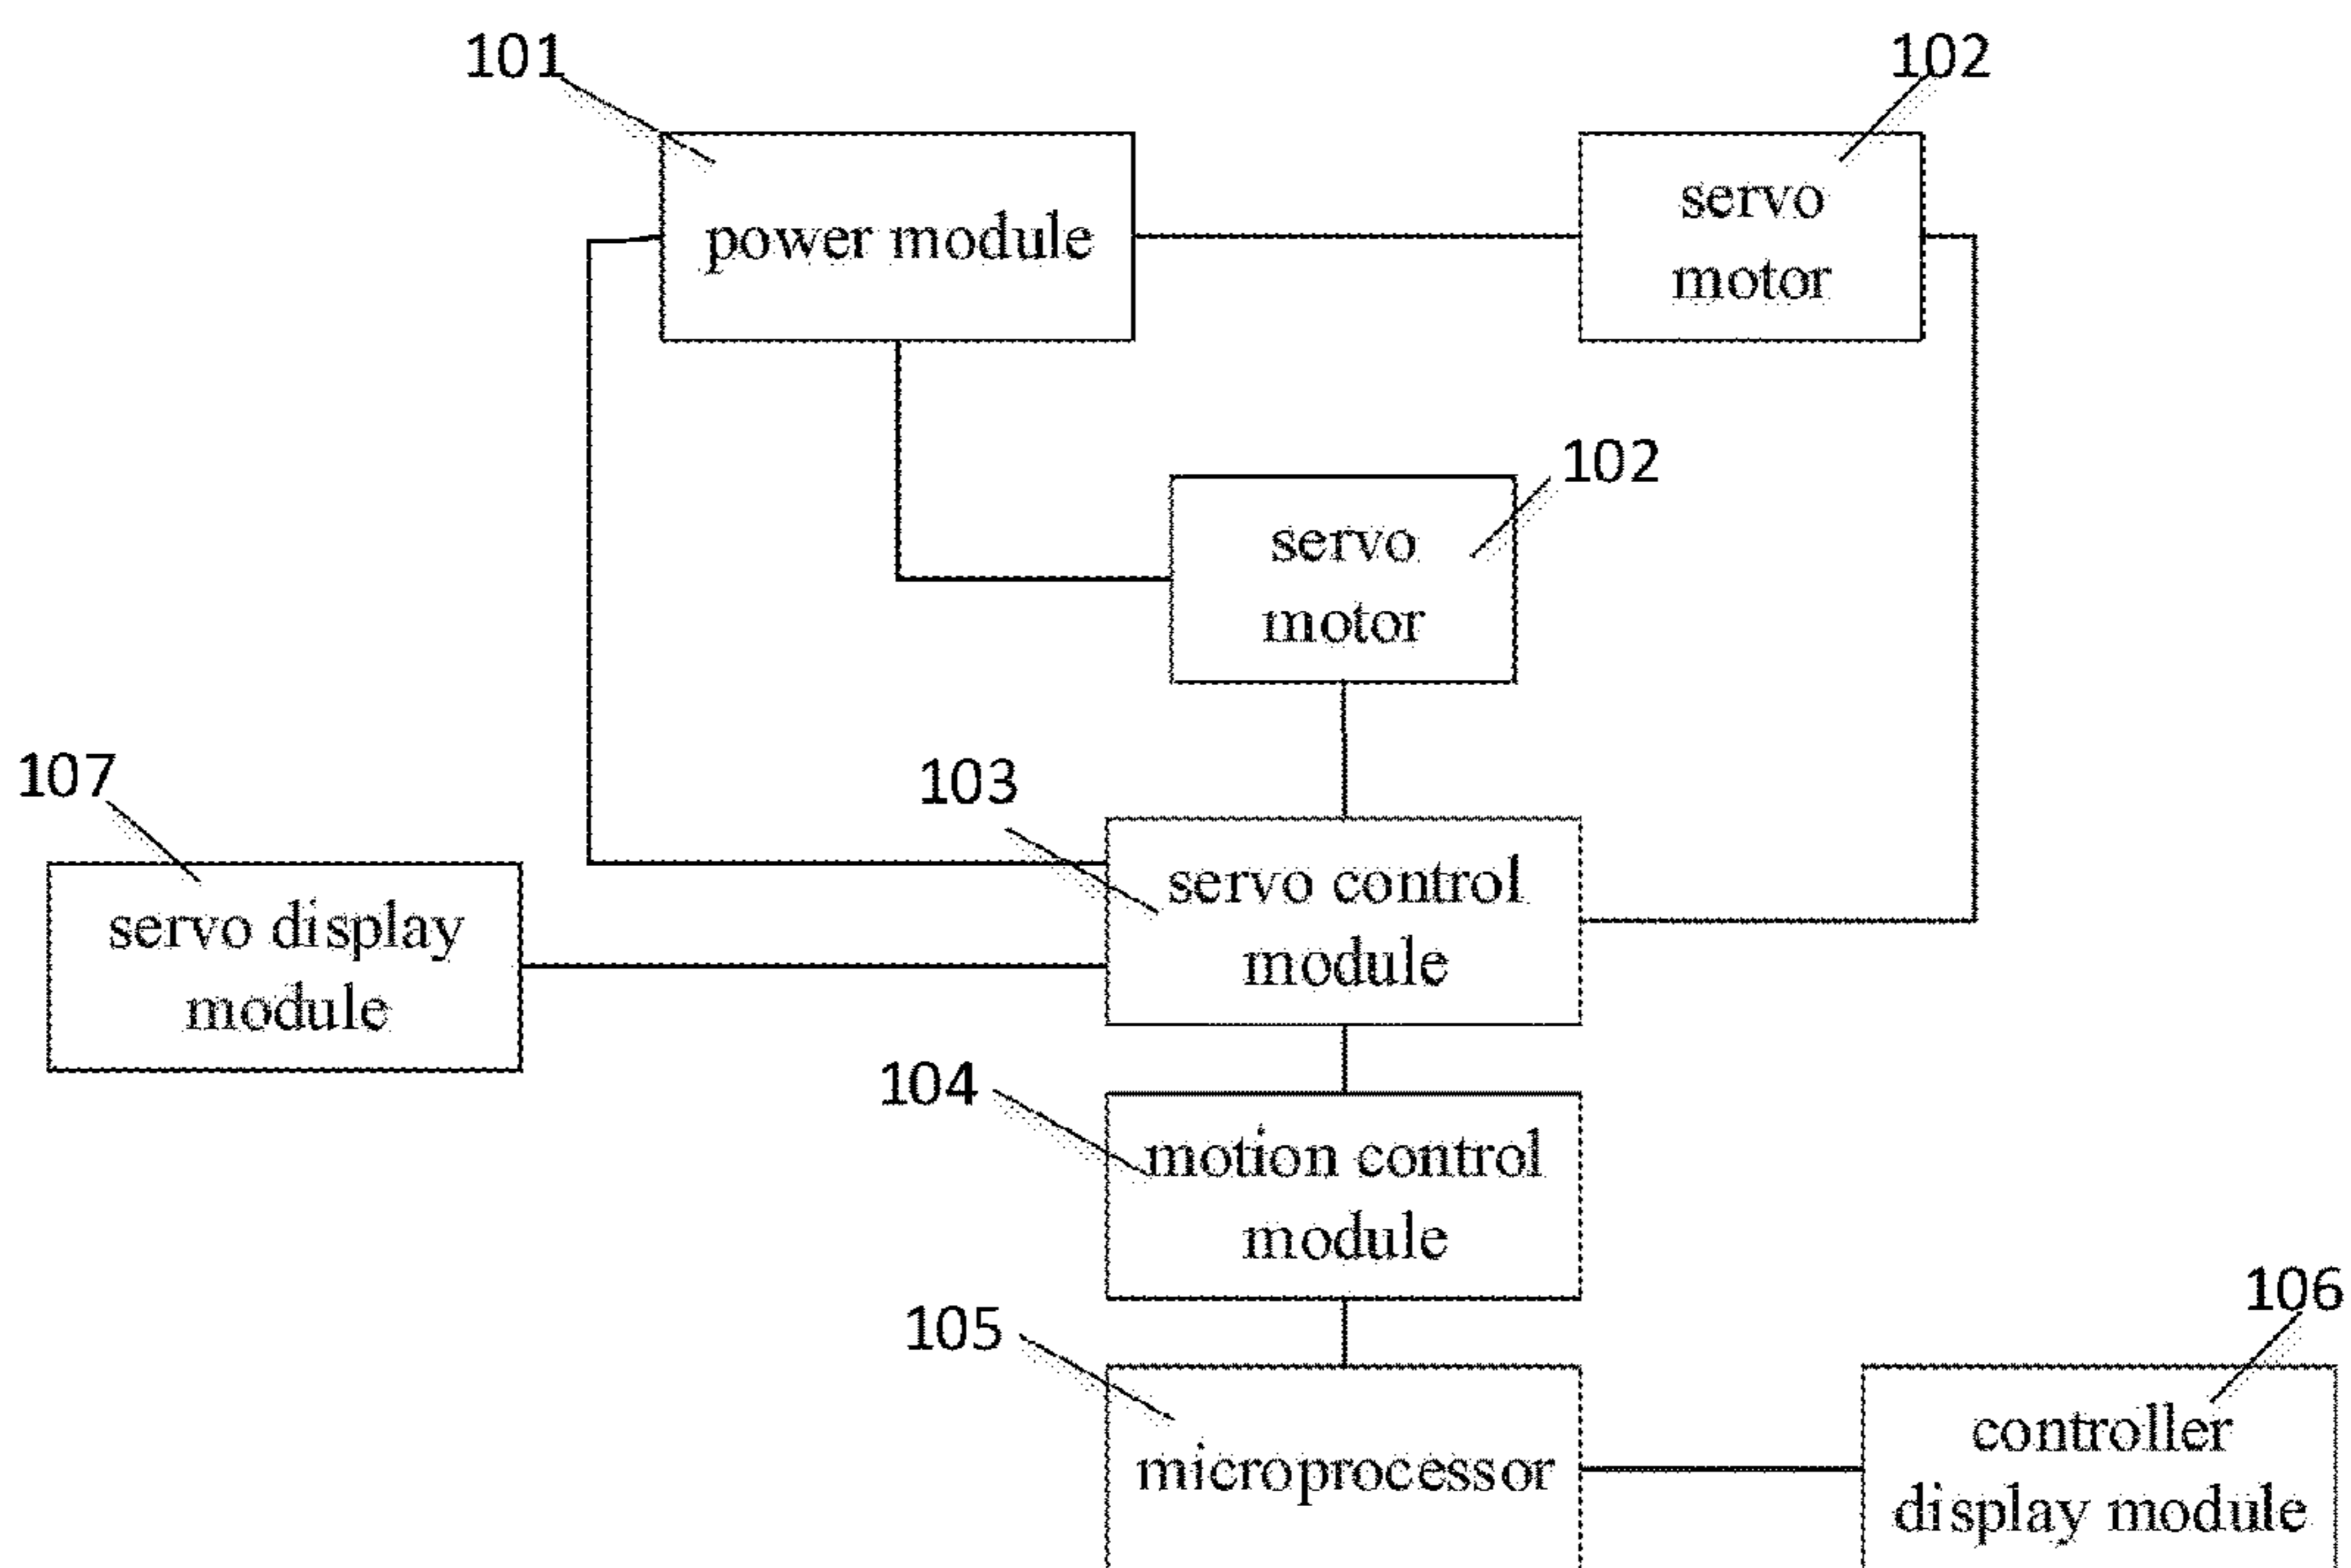 101
102
power module
servo
motor
102
servo
motor
107
103
servo display
module
servo control
module
104
motion control
module
105
106
microprocessor
controller
display module